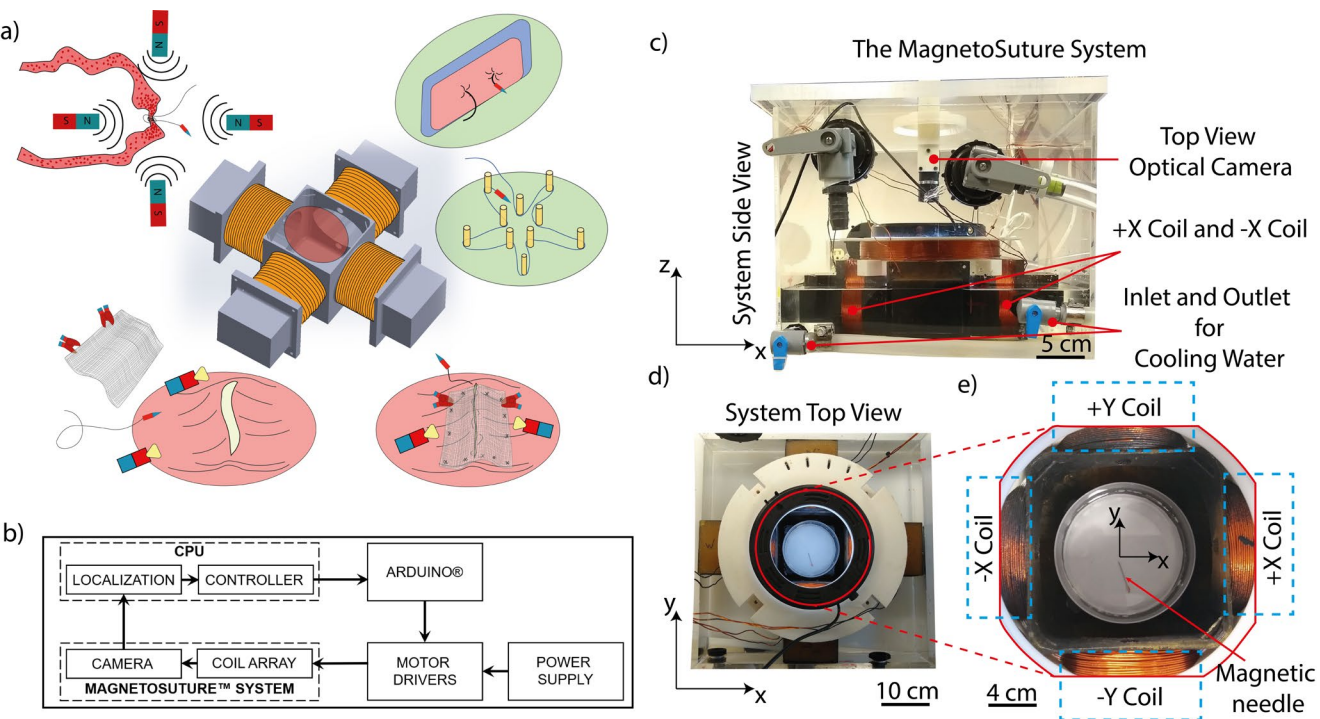 a)
S
N
S
N
N
S
N
S
b)
CPU
LOCALIZATION
CONTROLLER
ARDUINO®
CAMERA
COIL ARRAY
MOTOR
DRIVERS
POWER
SUPPLY
MAGNETOSUTURE™ SYSTEM
c)
The MagnetoSuture System
System Side View
z
x
Top View
Optical Camera
+X Coil and -X Coil
Inlet and Outlet
for
Cooling Water
5 cm
d)
System Top View
y
x
10 cm
e)
+Y Coil
-X Coil
+X Coil
y
x
-Y Coil
4 cm
Magnetic
needle